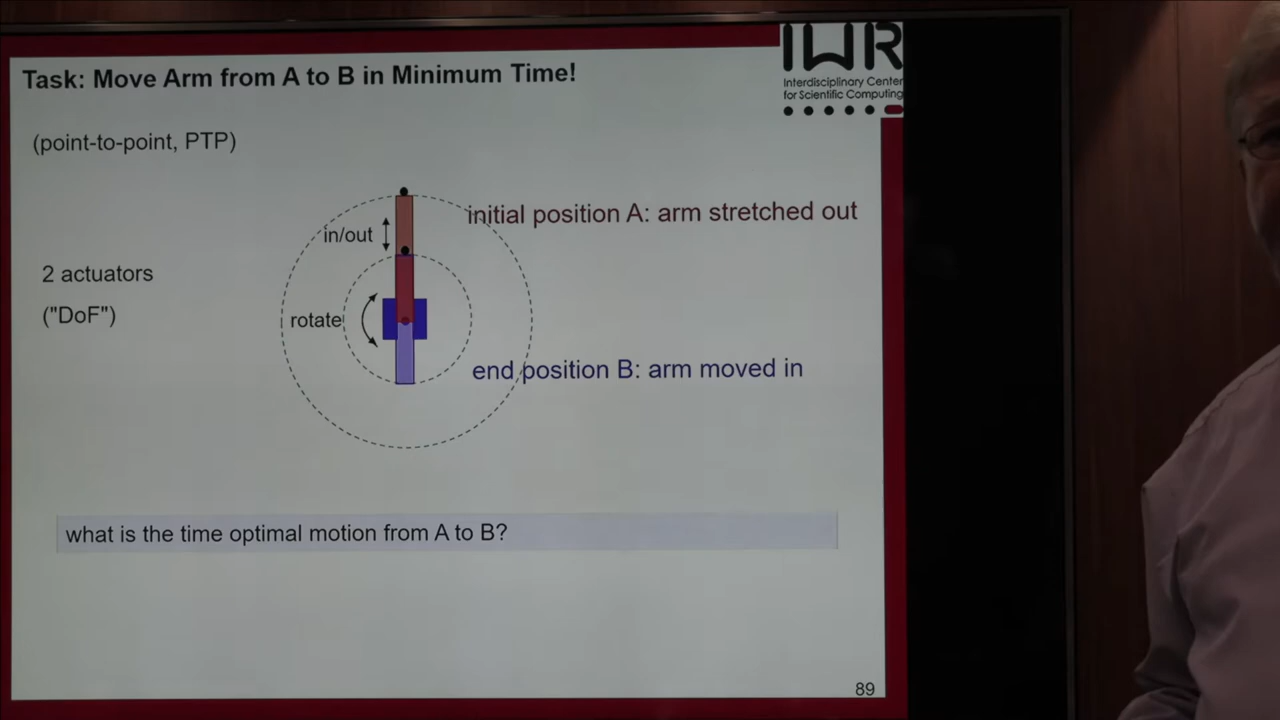 Task: Move Arm from A to B in Minimum Time!
IWR
Interdisciplinary Center
for Scientific Computing
(point-to-point, PTP)
initial position A: arm stretched out
in/out
2 actuators
("DoF")
rotate
end position B: arm moved in
what is the time optimal motion from A to B?
89